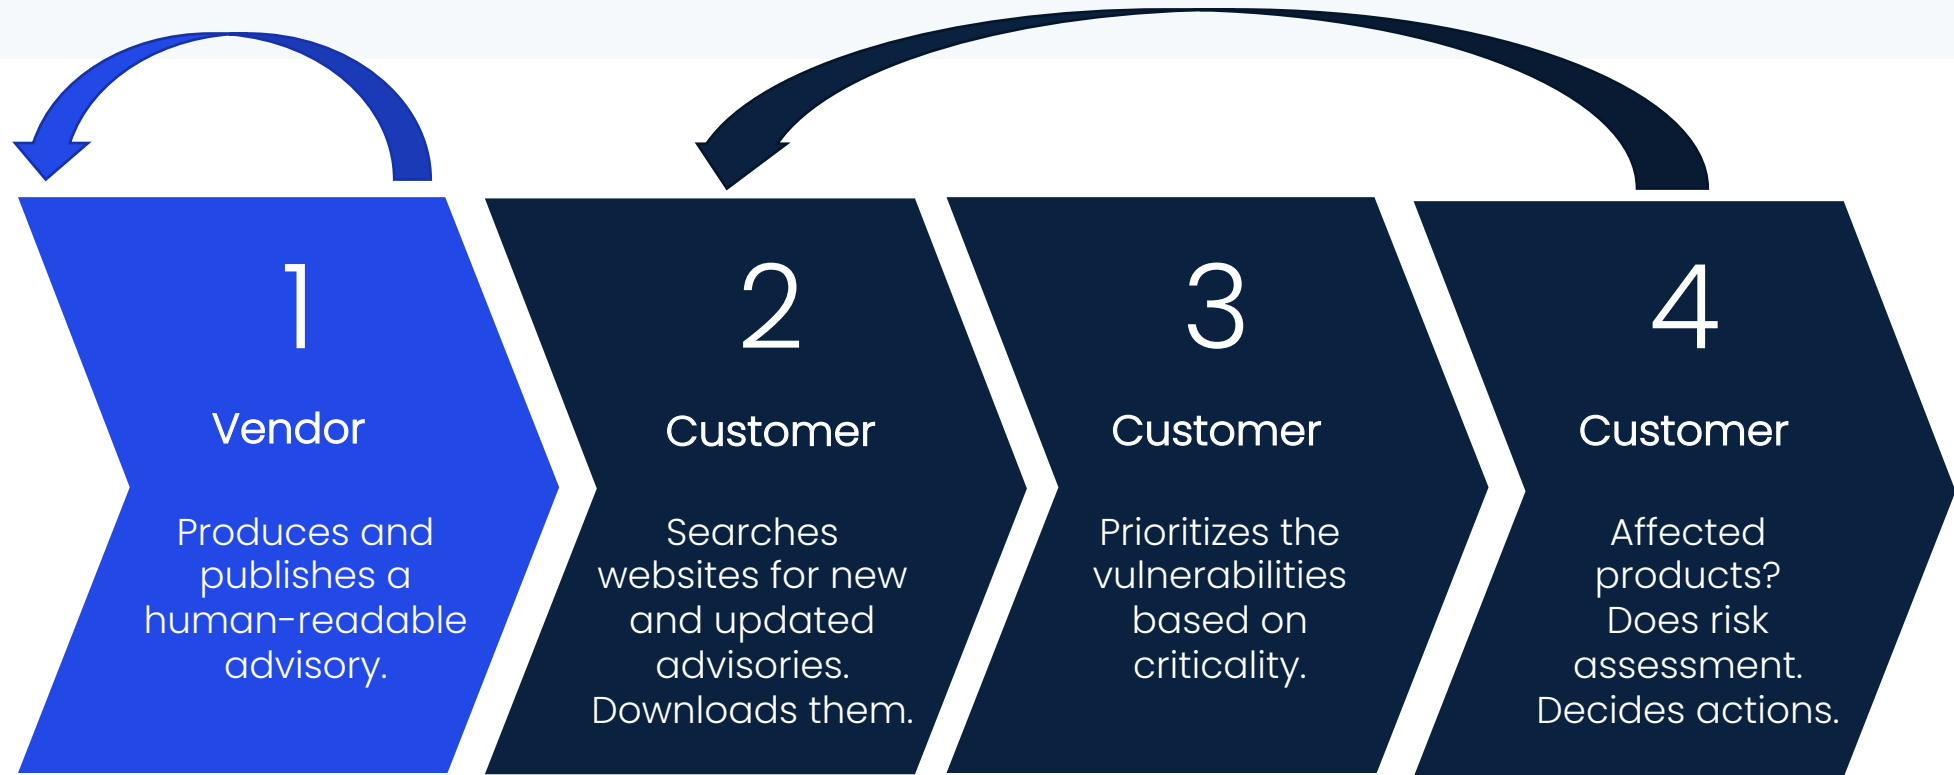 1
Vendor
Produces and
publishes a
human-readable
advisory.
2
Customer
Searches
websites for new
and updated
advisories.
Downloads them.
3
Customer
Prioritizes the
vulnerabilities
based on
criticality.
4
Customer
Affected
products?
Does risk
assessment.
Decides actions.